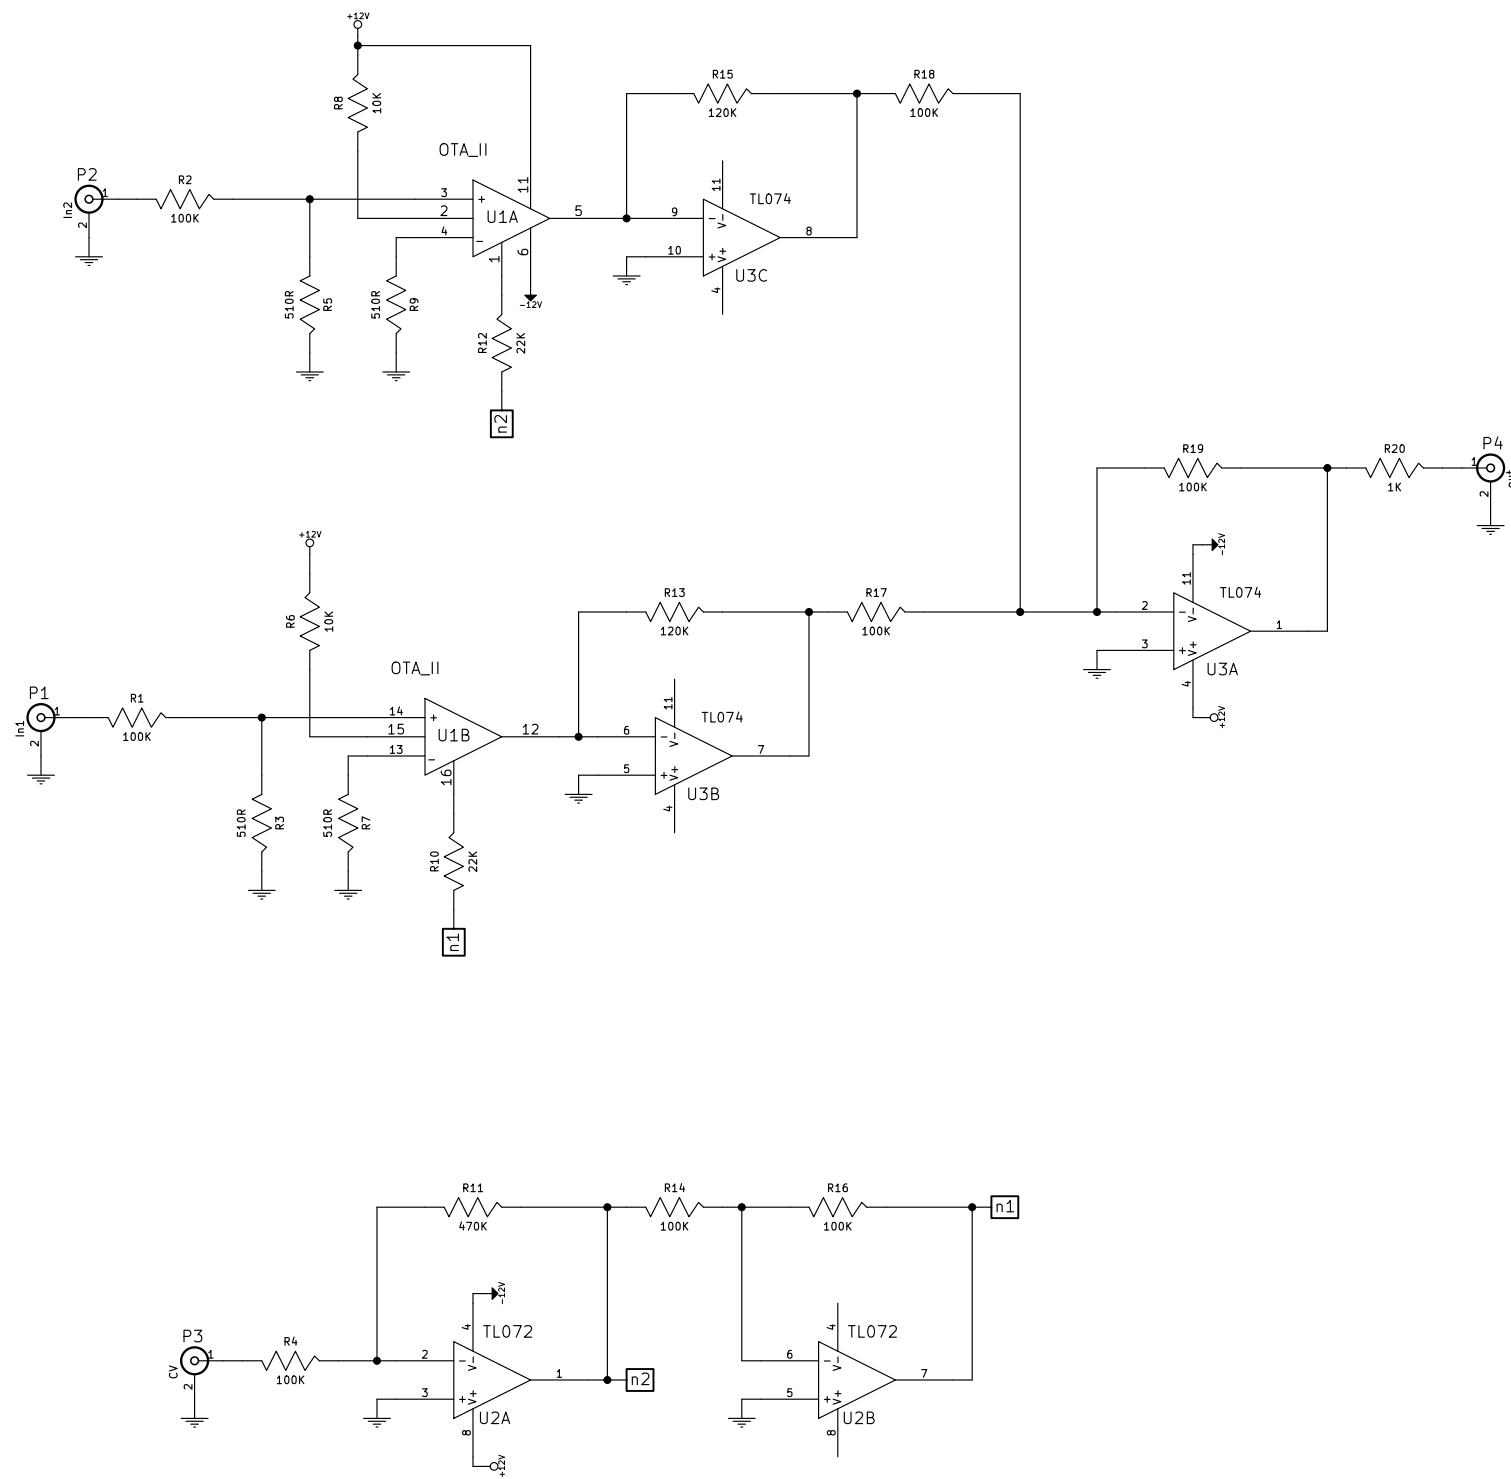 +12V
R8
10K
OTA_II
P2
1
In2
2
R2
100K
3
2
4
+
-
U1A
11
6
1
5
-12V
510R
R5
510R
R9
R12
22K
n2
R15
120K
R18
100K
11
TL074
9
10
-
V-
+
V+
8
U3C
4
R19
100K
R20
1K
P4
1
2
+12V
R6
10K
OTA_II
P1
1
In1
2
R1
100K
14
15
13
+
-
U1B
16
12
510R
R3
510R
R7
R10
22K
n1
R13
120K
R17
100K
11
TL074
6
5
-
V-
+
V+
7
U3B
4
-12V
11
TL074
2
3
-
V-
+
V+
1
U3A
4
+12V
R11
470K
R14
100K
R16
100K
n1
-12V
4
TL072
P3
1
CV
2
R4
100K
2
3
-
V-
+
V+
1
n2
U2A
8
+12V
4
TL072
6
5
-
V-
+
V+
7
U2B
8